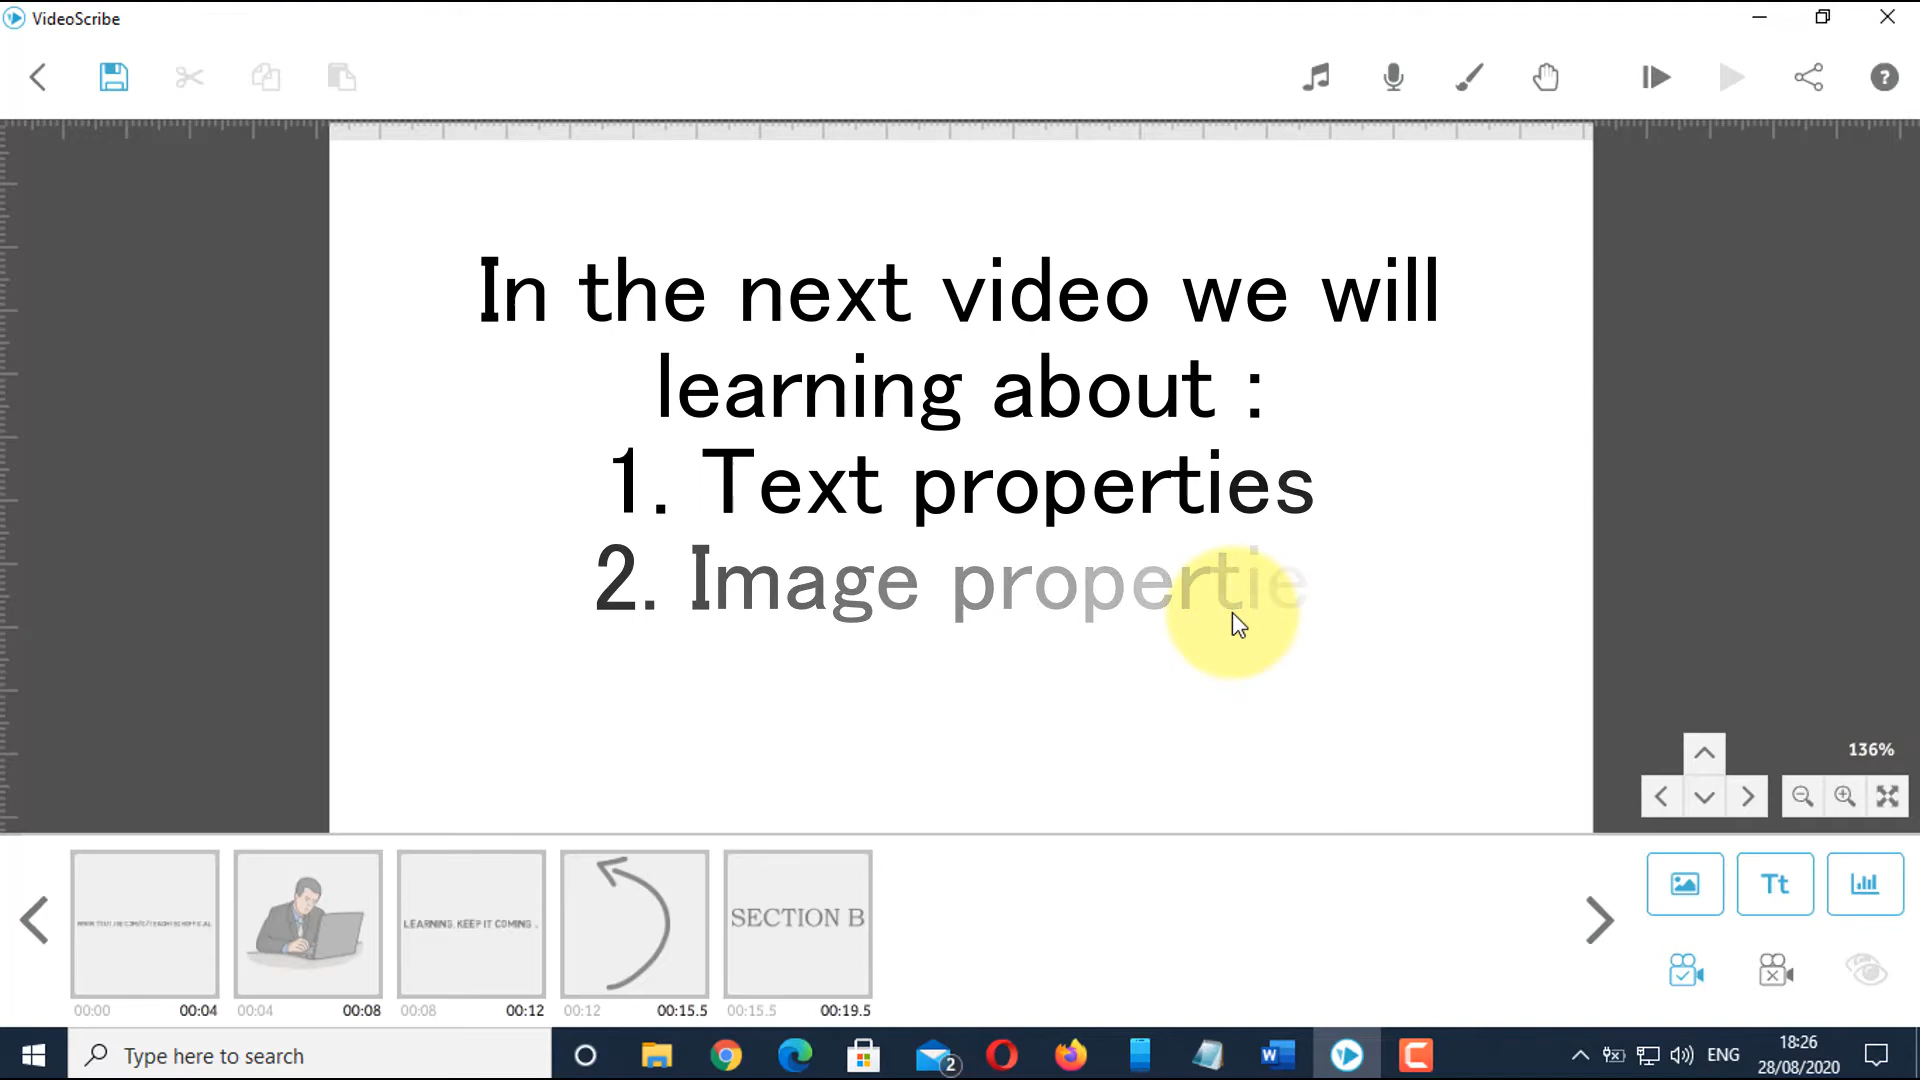 VideoScribe
In the next video we will
learning about :
1. Text properties
2. Image propertie
136%
LEARNING. KEEP IT COMING .
SECTION B
00:00 00:04 00:04 00:08 00:08 00:12 00:12 00:15.5 00:15.5 00:19.5
Tt
Type here to search
2
ENG
18:26
28/08/2020